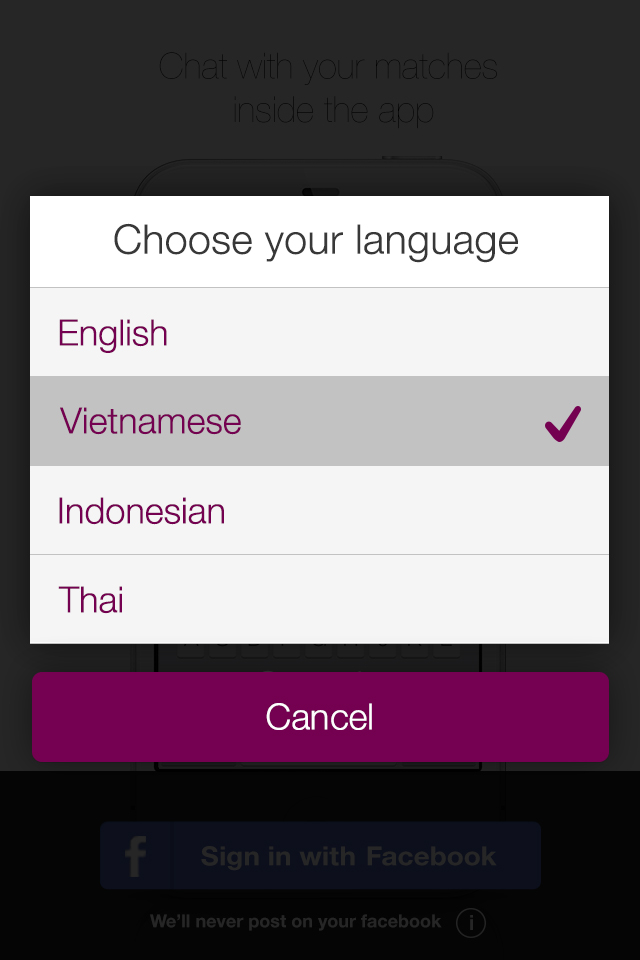 Chat with your matches
inside the app
Choose your language
English
Vietnamese
Indonesian
Thai
Cancel
f
Sign in with Facebook
We'll never post on your facebook i